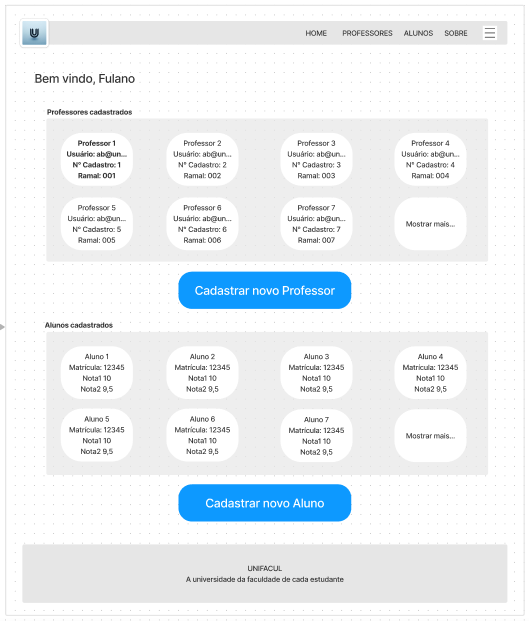 U
HOME PROFESSORES ALUNOS SOBRE
Bem vindo, Fulano
Professores cadastrados
Professor 1
Usuário: ab@un...
N° Cadastro: 1
Ramal: 001
Professor 2
Usuário: ab@un...
N° Cadastro: 2
Ramal: 002
Professor 3
Usuário: ab@un...
N° Cadastro: 3
Ramal: 003
Professor 4
Usuário: ab@un...
N° Cadastro: 4
Ramal: 004
Professor 5
Usuário: ab@un...
N° Cadastro: 5
Ramal: 005
Professor 6
Usuário: ab@un...
N° Cadastro: 6
Ramal: 006
Professor 7
Usuário: ab@un...
N° Cadastro: 7
Ramal: 007
Mostrar mais...
Cadastrar novo Professor
Alunos cadastrados
Aluno 1
Matrícula: 12345
Nota1 10
Nota2 9,5
Aluno 2
Matrícula: 12345
Nota1 10
Nota2 9,5
Aluno 3
Matrícula: 12345
Nota1 10
Nota2 9,5
Aluno 4
Matrícula: 12345
Nota1 10
Nota2 9,5
Aluno 5
Matrícula: 12345
Nota1 10
Nota2 9,5
Aluno 6
Matrícula: 12345
Nota1 10
Nota2 9,5
Aluno 7
Matrícula: 12345
Nota1 10
Nota2 9,5
Mostrar mais...
Cadastrar novo Aluno
UNIFACUL
A universidade da faculdade de cada estudante